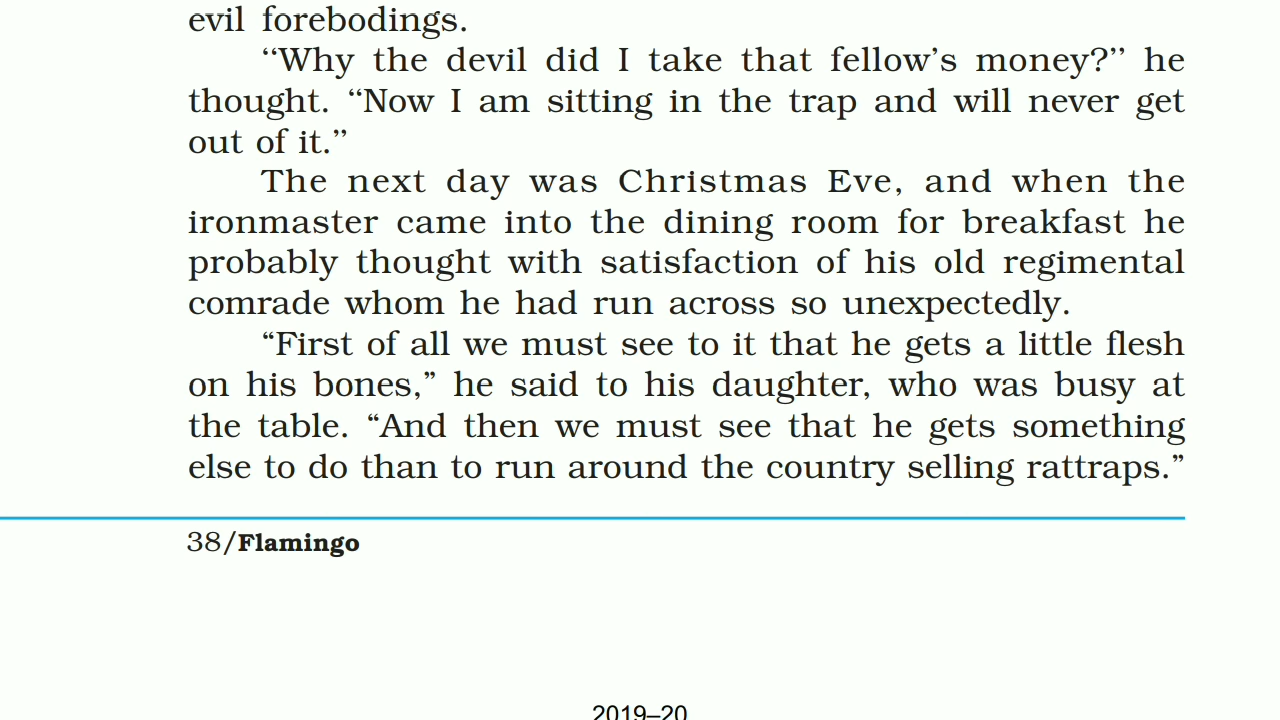 evil forebodings.
‘‘Why the devil did I take that fellow’s money?’’ he
thought. “Now I am sitting in the trap and will never get
out of it.’’
The next day was Christmas Eve, and when the
ironmaster came into the dining room for breakfast he
probably thought with satisfaction of his old regimental
comrade whom he had run across so unexpectedly.
“First of all we must see to it that he gets a little flesh
on his bones,” he said to his daughter, who was busy at
the table. “And then we must see that he gets something
else to do than to run around the country selling rattraps.”
38/Flamingo
2019–20